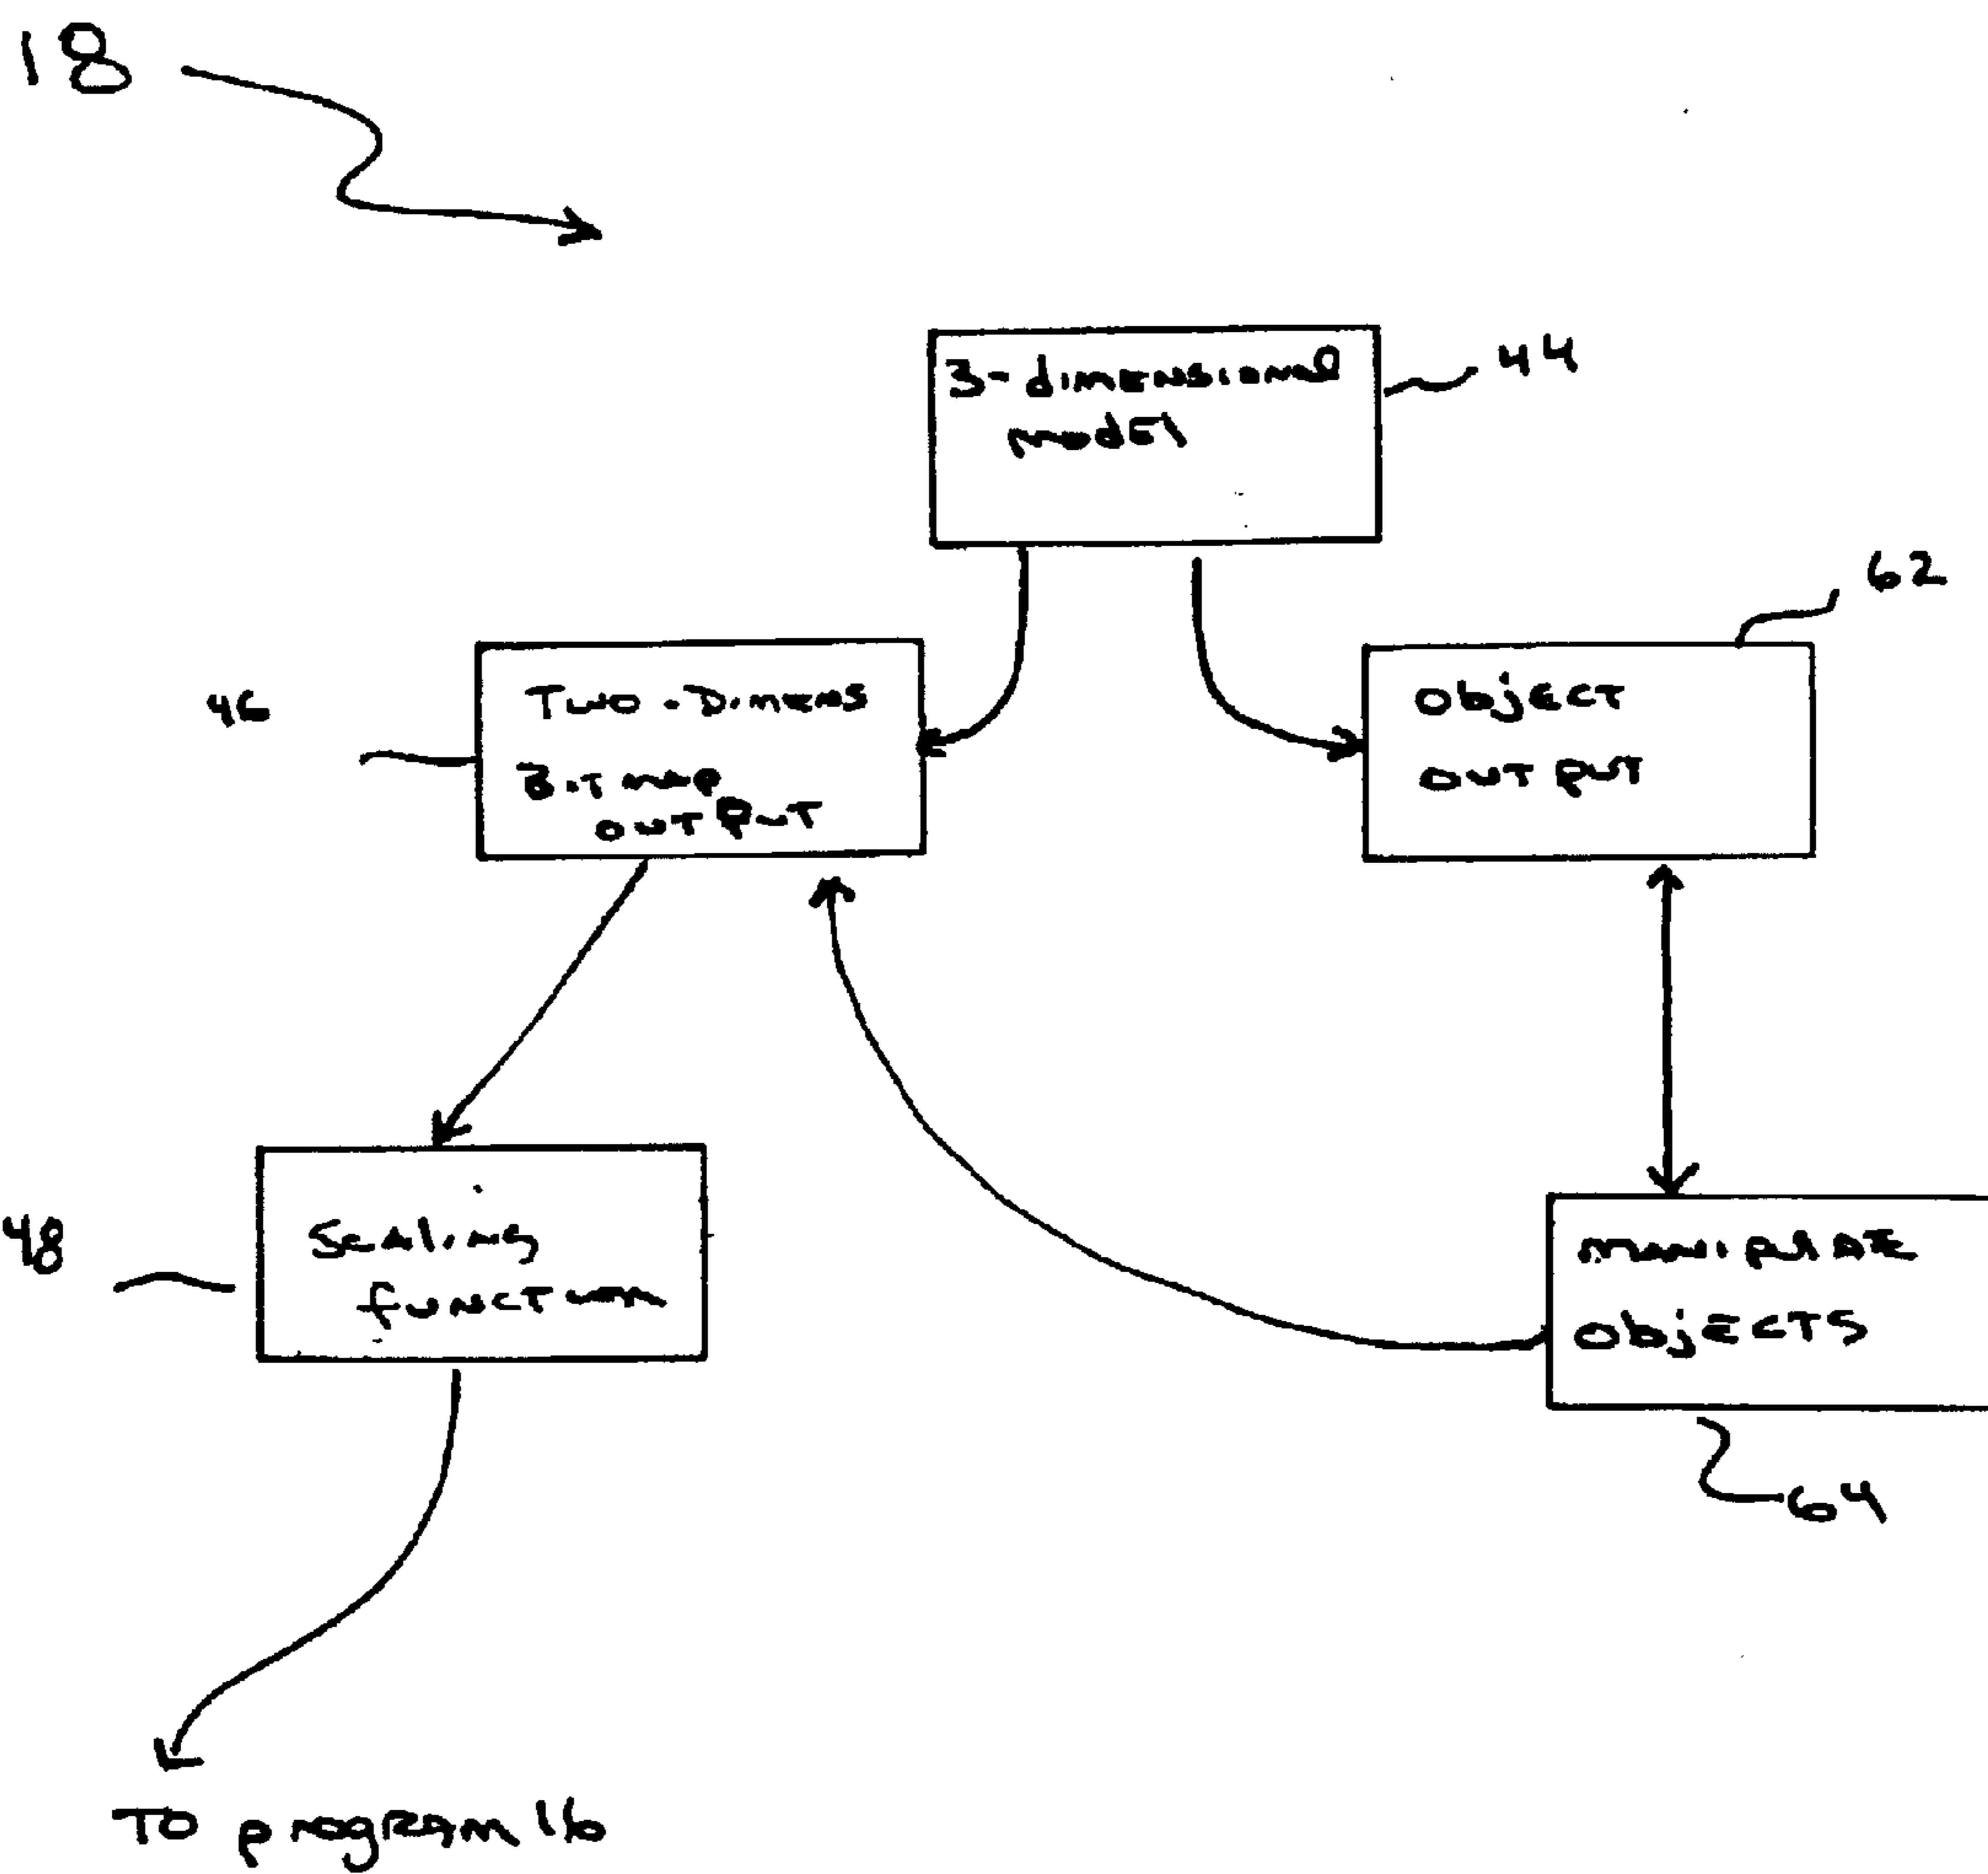 18
3-dimensional
model
44
62
46
Two-Dimens
Bitmap
output
object
output
48
Scaling
function
manipulate
objects
64
To program 16